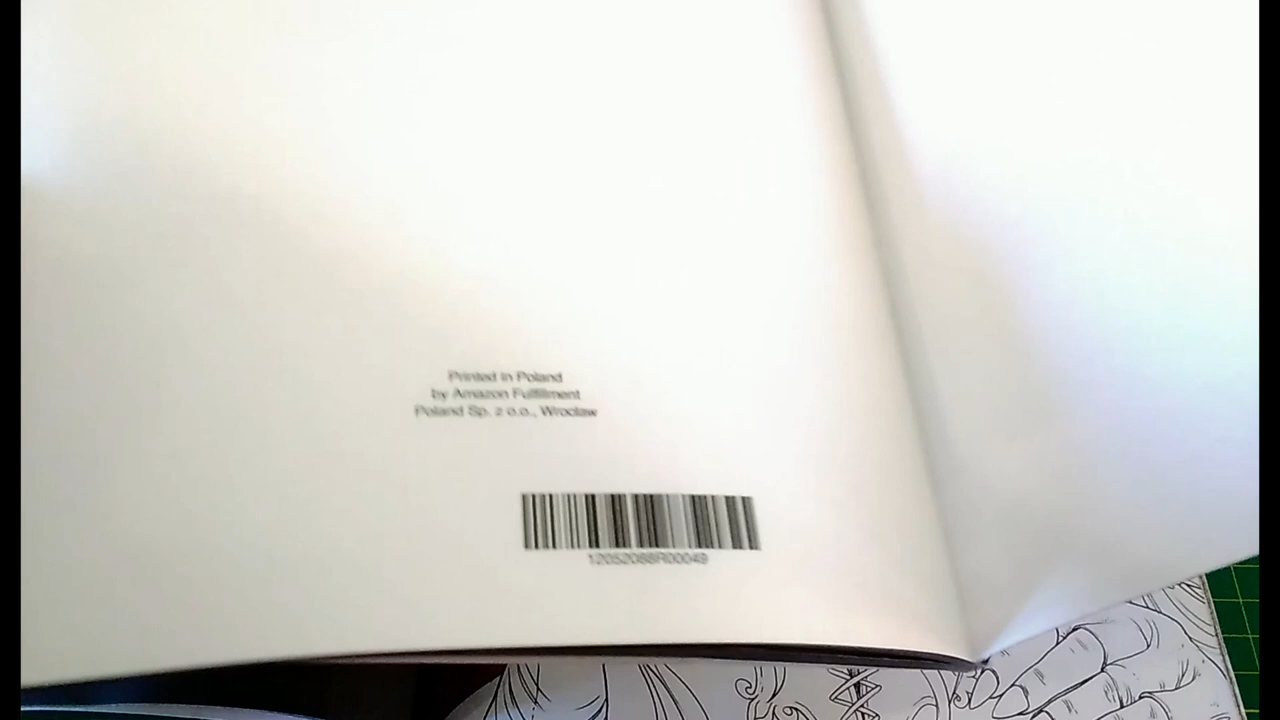 Printed in Poland
by Amazon Fulfillment
Poland Sp. z o.o., Wrocław
12052088R00049